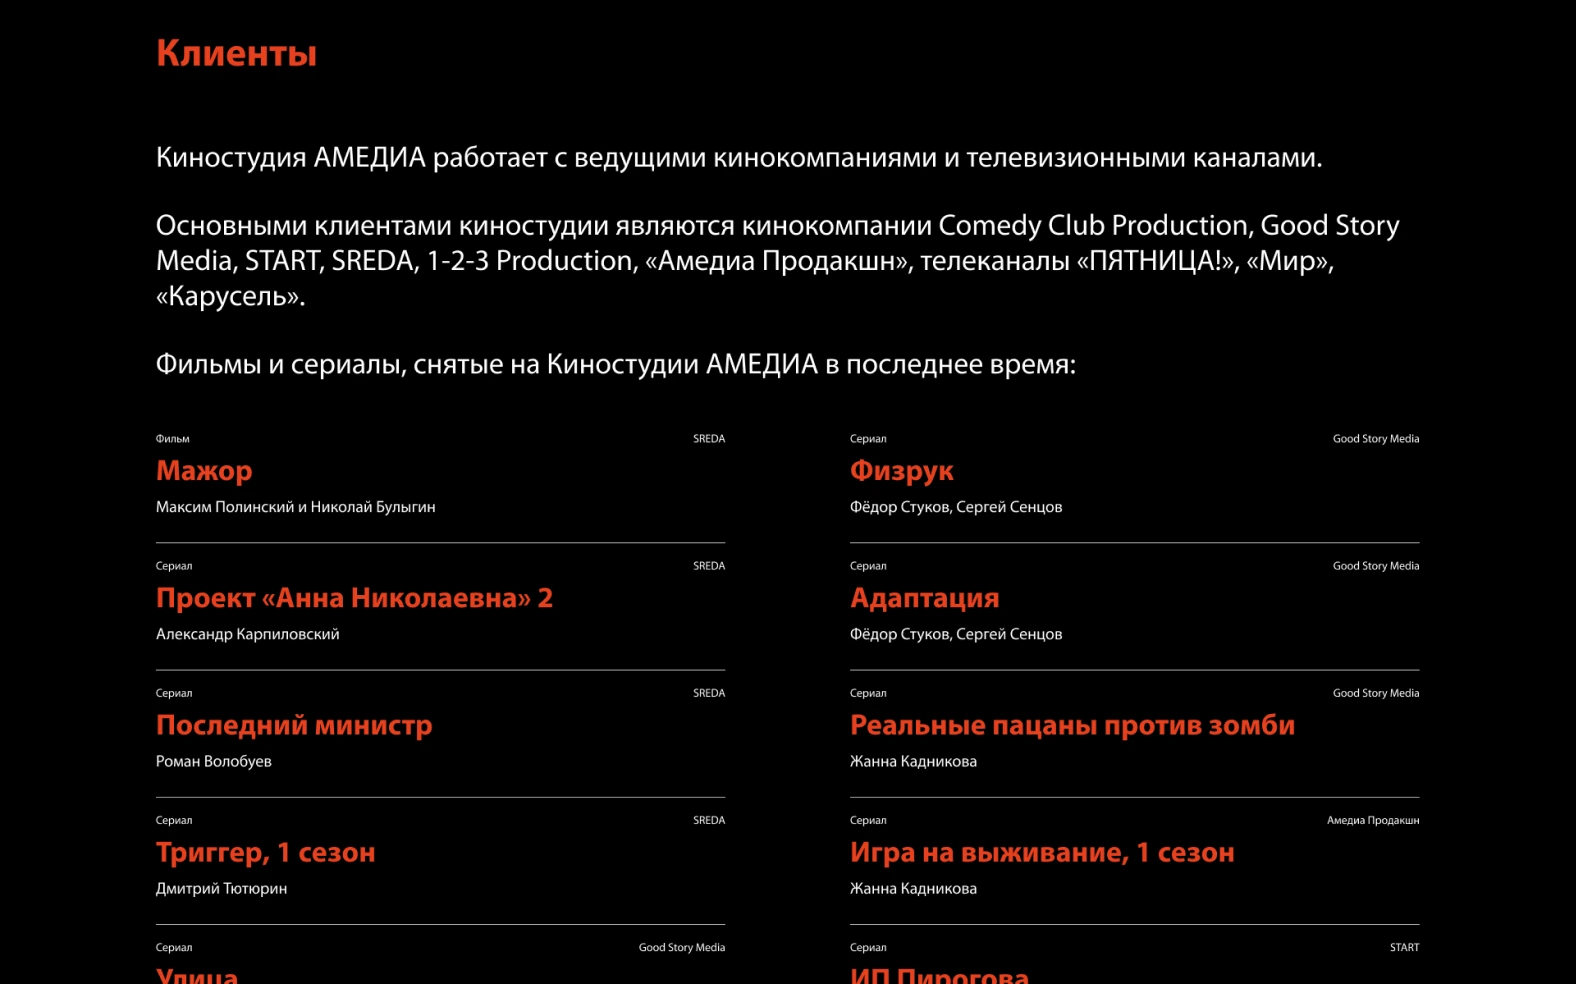 Клиенты
Киностудия АМЕДИА работает с ведущими кинокомпаниями и телевизионными каналами.
Основными клиентами киностудии являются кинокомпании Comedy Club Production, Good Story
Media, START, SREDA, 1-2-3 Production, «Амедиа Продакшн», телеканалы «ПЯТНИЦА!», «Мир»,
«Карусель».
Фильмы и сериалы, снятые на Киностудии АМЕДИА в последнее время:
Фильм SREDA
Мажор
Максим Полинский и Николай Булыгин
Сериал Good Story Media
Физрук
Фёдор Стуков, Сергей Сенцов
Сериал SREDA
Проект «Анна Николаевна» 2
Александр Карпиловский
Сериал Good Story Media
Адаптация
Фёдор Стуков, Сергей Сенцов
Сериал SREDA
Последний министр
Роман Волобуев
Сериал Good Story Media
Реальные пацаны против зомби
Жанна Кадникова
Сериал SREDA
Триггер, 1 сезон
Дмитрий Тютюрин
Сериал Амедиа Продакшн
Игра на выживание, 1 сезон
Жанна Кадникова
Сериал Good Story Media
Улица
Сериал START
ИП Пирогова